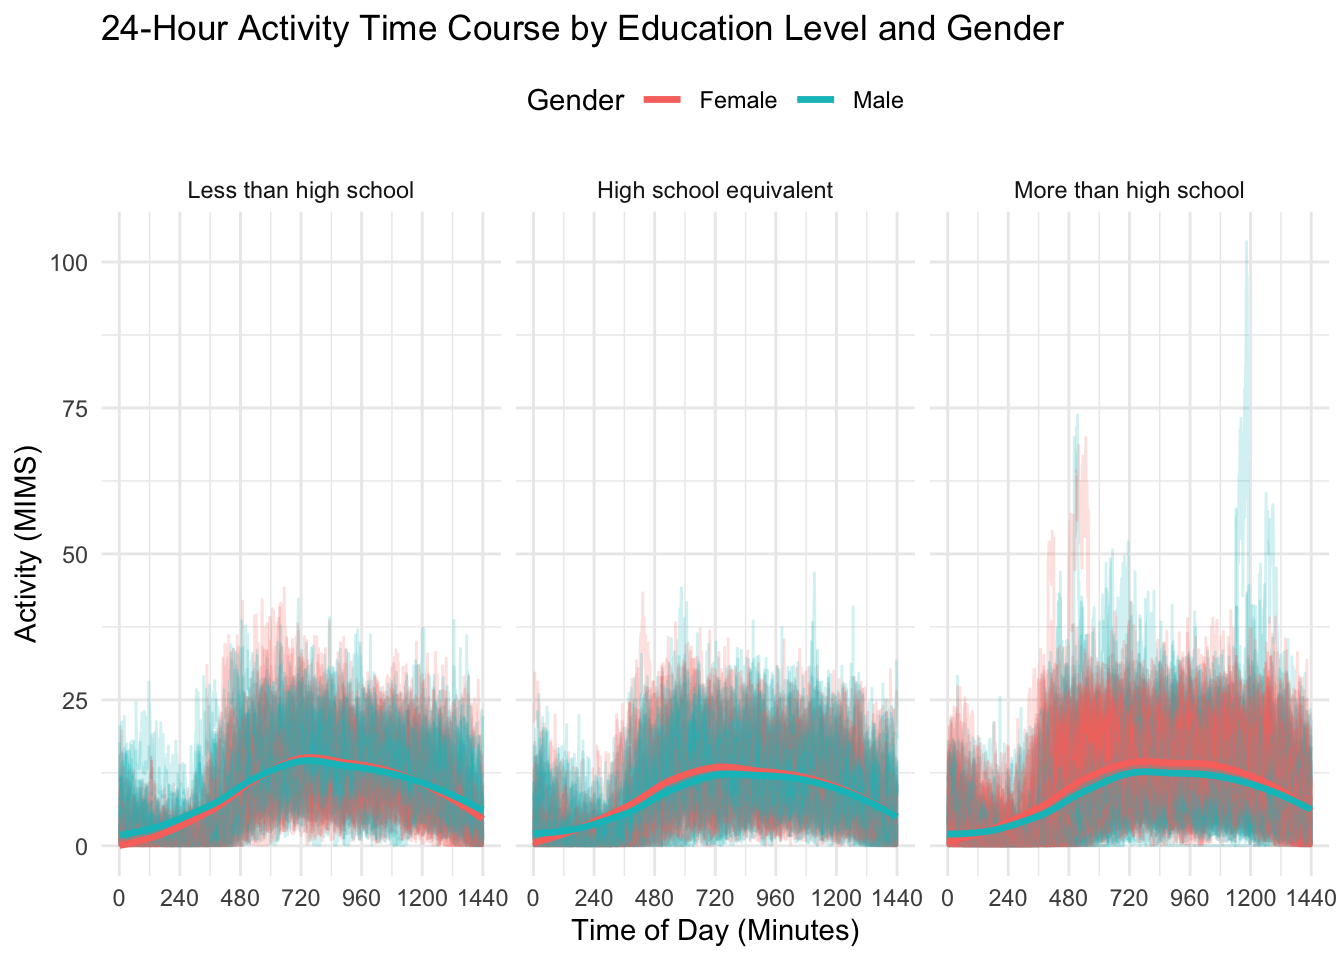 24-Hour Activity Time Course by Education Level and Gender
Gender Female Male
Less than high school High school equivalent More than high school
100
75
50
25
0
Activity (MIMS)
0 240 480 720 960 1200 1440 0 240 480 720 960 1200 1440 0 240 480 720 960 1200 1440
Time of Day (Minutes)